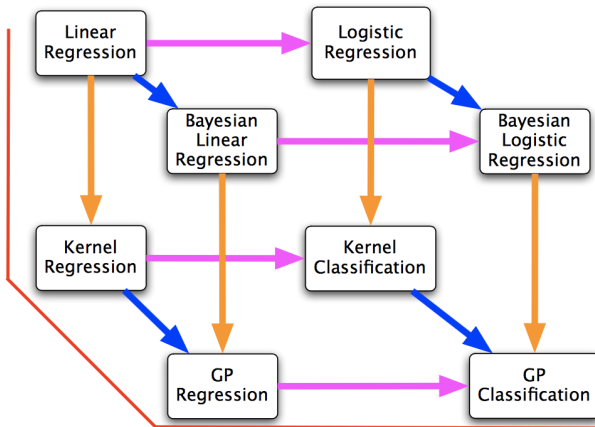 Linear
Regression
Logistic
Regression
Bayesian
Linear
Regression
Bayesian
Logistic
Regression
Kernel
Regression
Kernel
Classification
GP
Regression
GP
Classification